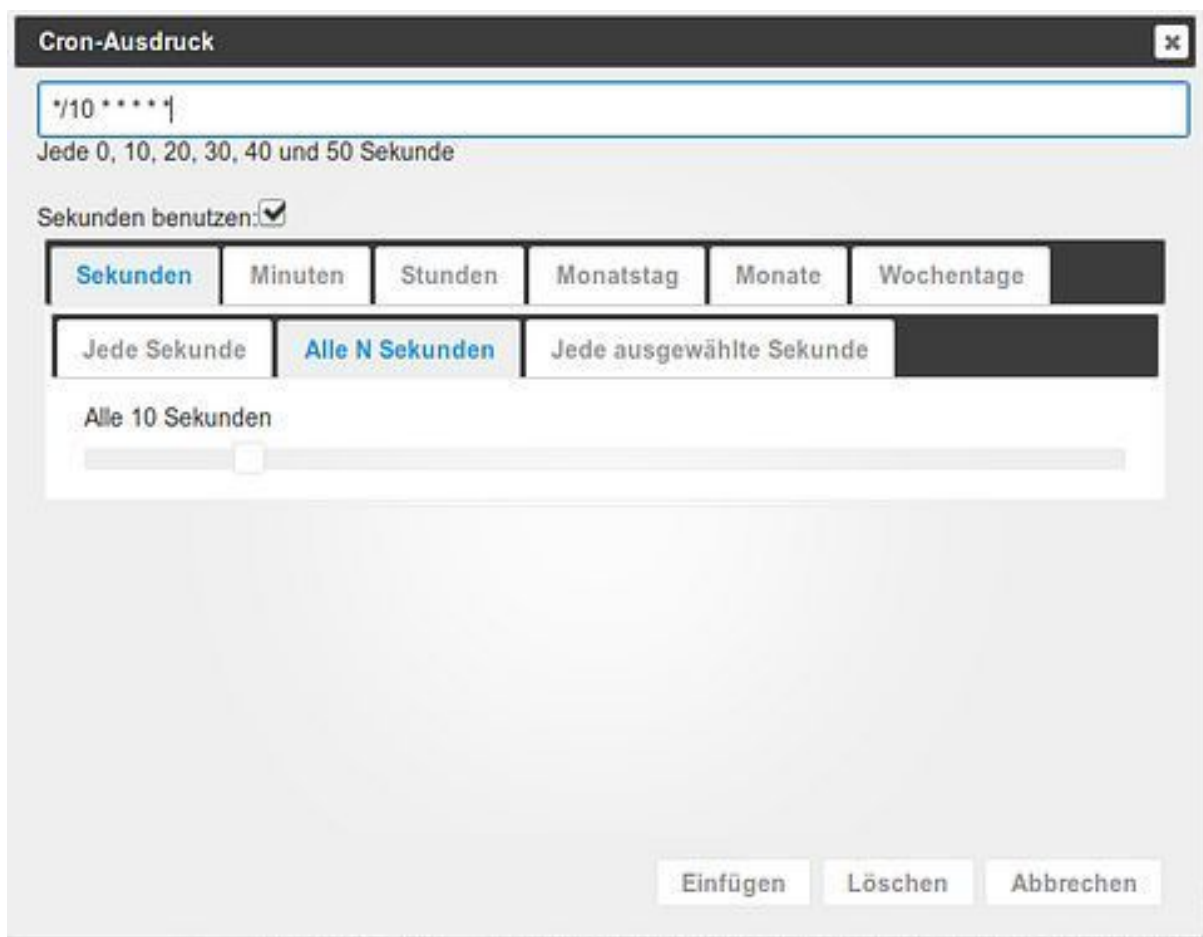 Cron-Ausdruck
*/10 * * * * *
Jede 0, 10, 20, 30, 40 und 50 Sekunde
Sekunden benutzen:
Sekunden Minuten Stunden Monatstag Monate Wochentage
Jede Sekunde Alle N Sekunden Jede ausgewählte Sekunde
Alle 10 Sekunden
Einfügen Löschen Abbrechen